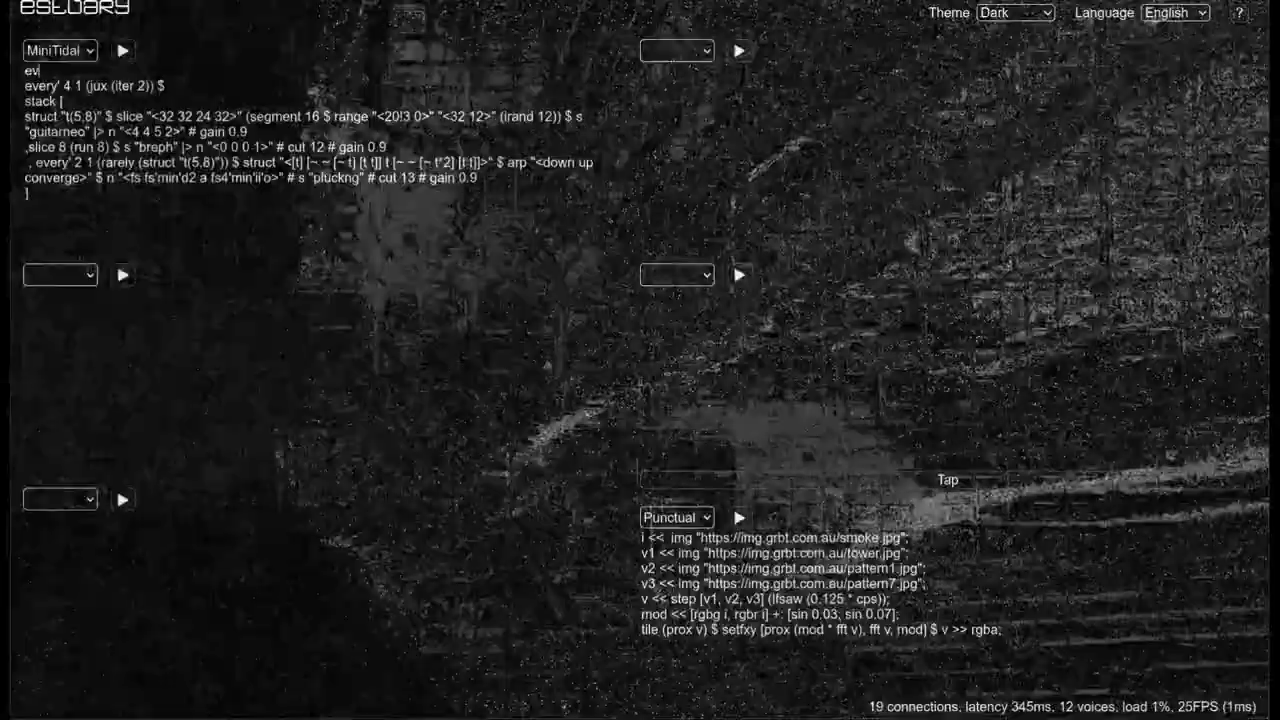 estuary
Theme Dark Language English ?
MiniTidal
ev
every' 4 1 (jux (iter 2)) $
stack [
struct "t(5,8)" $ slice "<32 32 24 32>" (segment 16 $ range "<20!3 0>" "<32 12>" (irand 12)) $ s
"guitarneo" |> n "<4 4 5 2>" # gain 0.9
,slice 8 (run 8) $ s "breph" |> n "<0 0 0 1>" # cut 12 # gain 0.9
, every' 2 1 (rarely (struct "t(5,8)")) $ struct "<[t] [~ ~ [~ t] [t t]] t [~ ~ [~ t*2] [t t]]>" $ arp "<down up
converge>" $ n "<fs fs'min'd2 a fs4'min'ii'o>" # s "pluckng" # cut 13 # gain 0.9
]
Tap
Punctual
i << img "https://img.grbt.com.au/smoke.jpg";
v1 << img "https://img.grbt.com.au/tower.jpg";
v2 << img "https://img.grbt.com.au/pattern1.jpg";
v3 << img "https://img.grbt.com.au/pattern7.jpg";
v << step [v1, v2, v3] (lfsaw (0.125 * cps));
mod << [rgbg i, rgbr i] +: [sin 0.03, sin 0.07];
tile (prox v) $ setfxy [prox (mod * fft v), fft v, mod] $ v >> rgba;
19 connections, latency 345ms, 12 voices, load 1%, 25FPS (1ms)